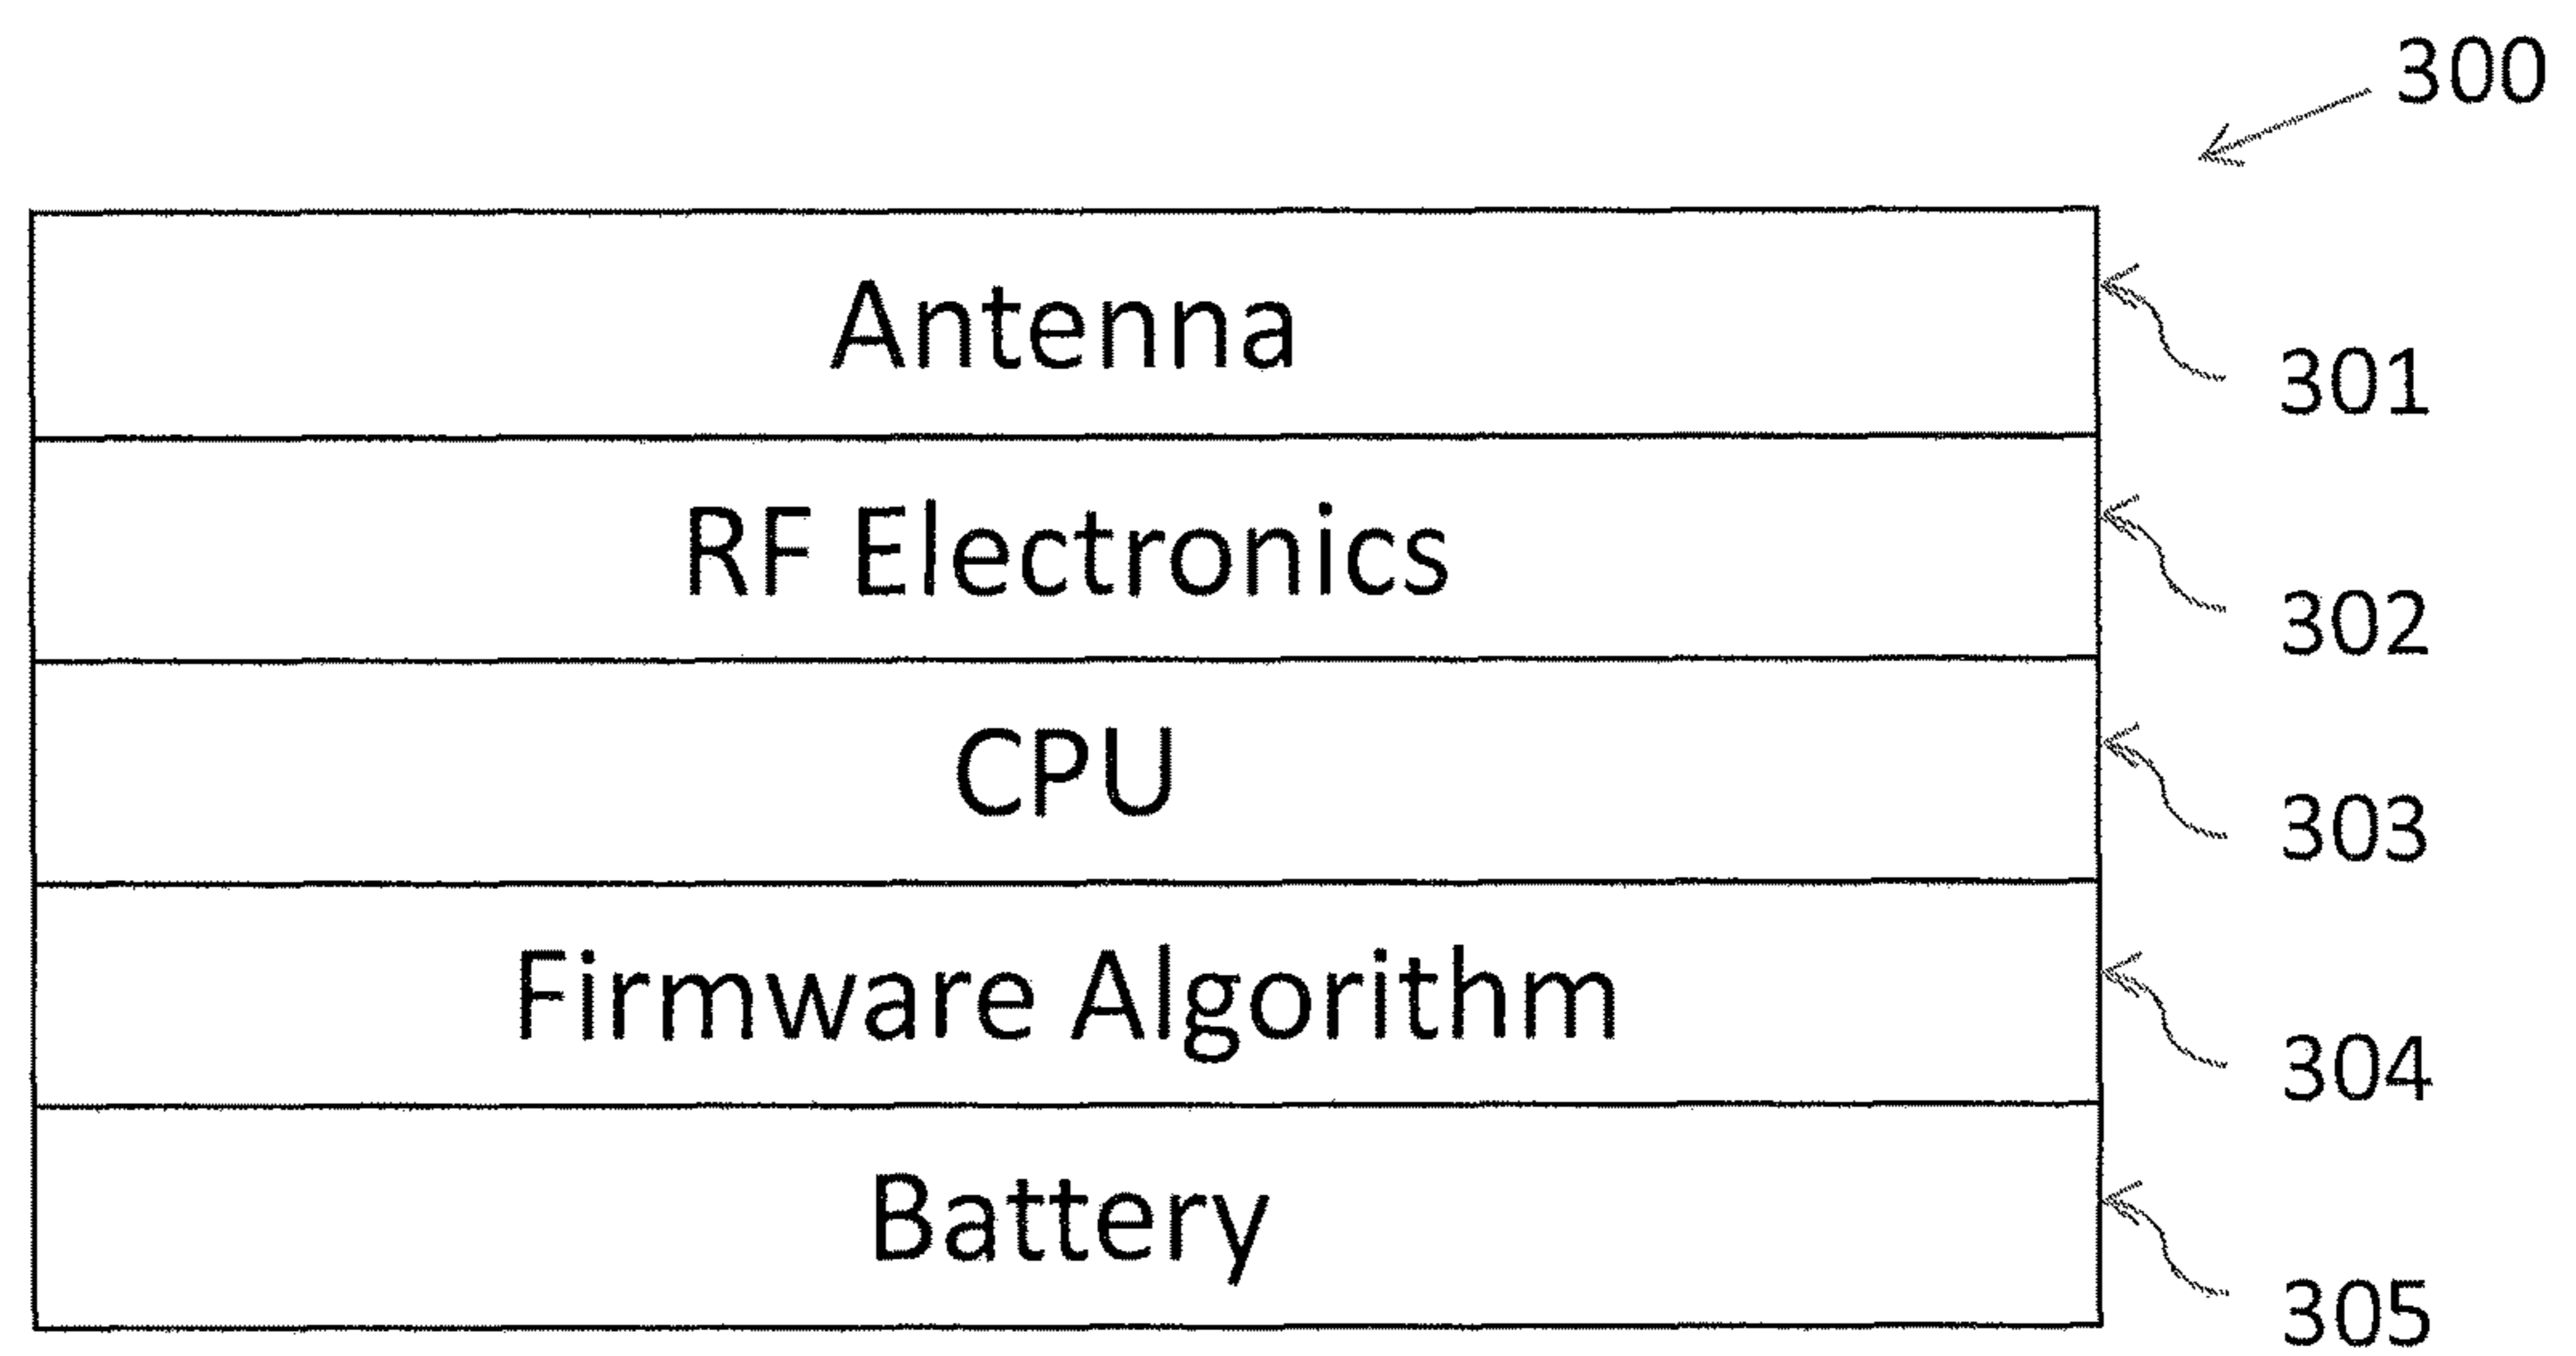 300
Antenna
301
RF Electronics
302
CPU
303
Firmware Algorithm
304
Battery
305